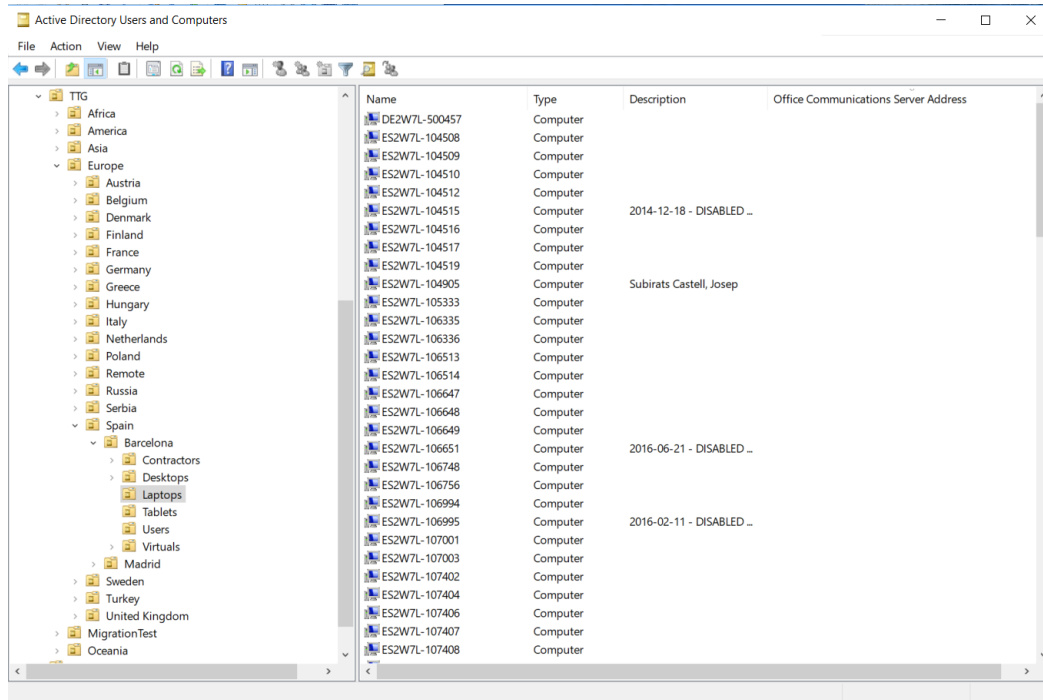 Active Directory Users and Computers
File Action View Help
TTG
Africa
America
Asia
Europe
Austria
Belgium
Denmark
Finland
France
Germany
Greece
Hungary
Italy
Netherlands
Poland
Remote
Russia
Serbia
Spain
Barcelona
Contractors
Desktops
Laptops
Tablets
Users
Virtuals
Madrid
Sweden
Turkey
United Kingdom
MigrationTest
Oceania
Name Type Description Office Communications Server Address
DE2W7L-500457 Computer
ES2W7L-104508 Computer
ES2W7L-104509 Computer
ES2W7L-104510 Computer
ES2W7L-104512 Computer
ES2W7L-104515 Computer 2014-12-18 - DISABLED ...
ES2W7L-104516 Computer
ES2W7L-104517 Computer
ES2W7L-104519 Computer
ES2W7L-104905 Computer Subirats Castell, Josep
ES2W7L-105333 Computer
ES2W7L-106335 Computer
ES2W7L-106336 Computer
ES2W7L-106513 Computer
ES2W7L-106514 Computer
ES2W7L-106647 Computer
ES2W7L-106648 Computer
ES2W7L-106649 Computer
ES2W7L-106651 Computer 2016-06-21 - DISABLED ...
ES2W7L-106748 Computer
ES2W7L-106756 Computer
ES2W7L-106994 Computer
ES2W7L-106995 Computer 2016-02-11 - DISABLED ...
ES2W7L-107001 Computer
ES2W7L-107003 Computer
ES2W7L-107402 Computer
ES2W7L-107404 Computer
ES2W7L-107406 Computer
ES2W7L-107407 Computer
ES2W7L-107408 Computer